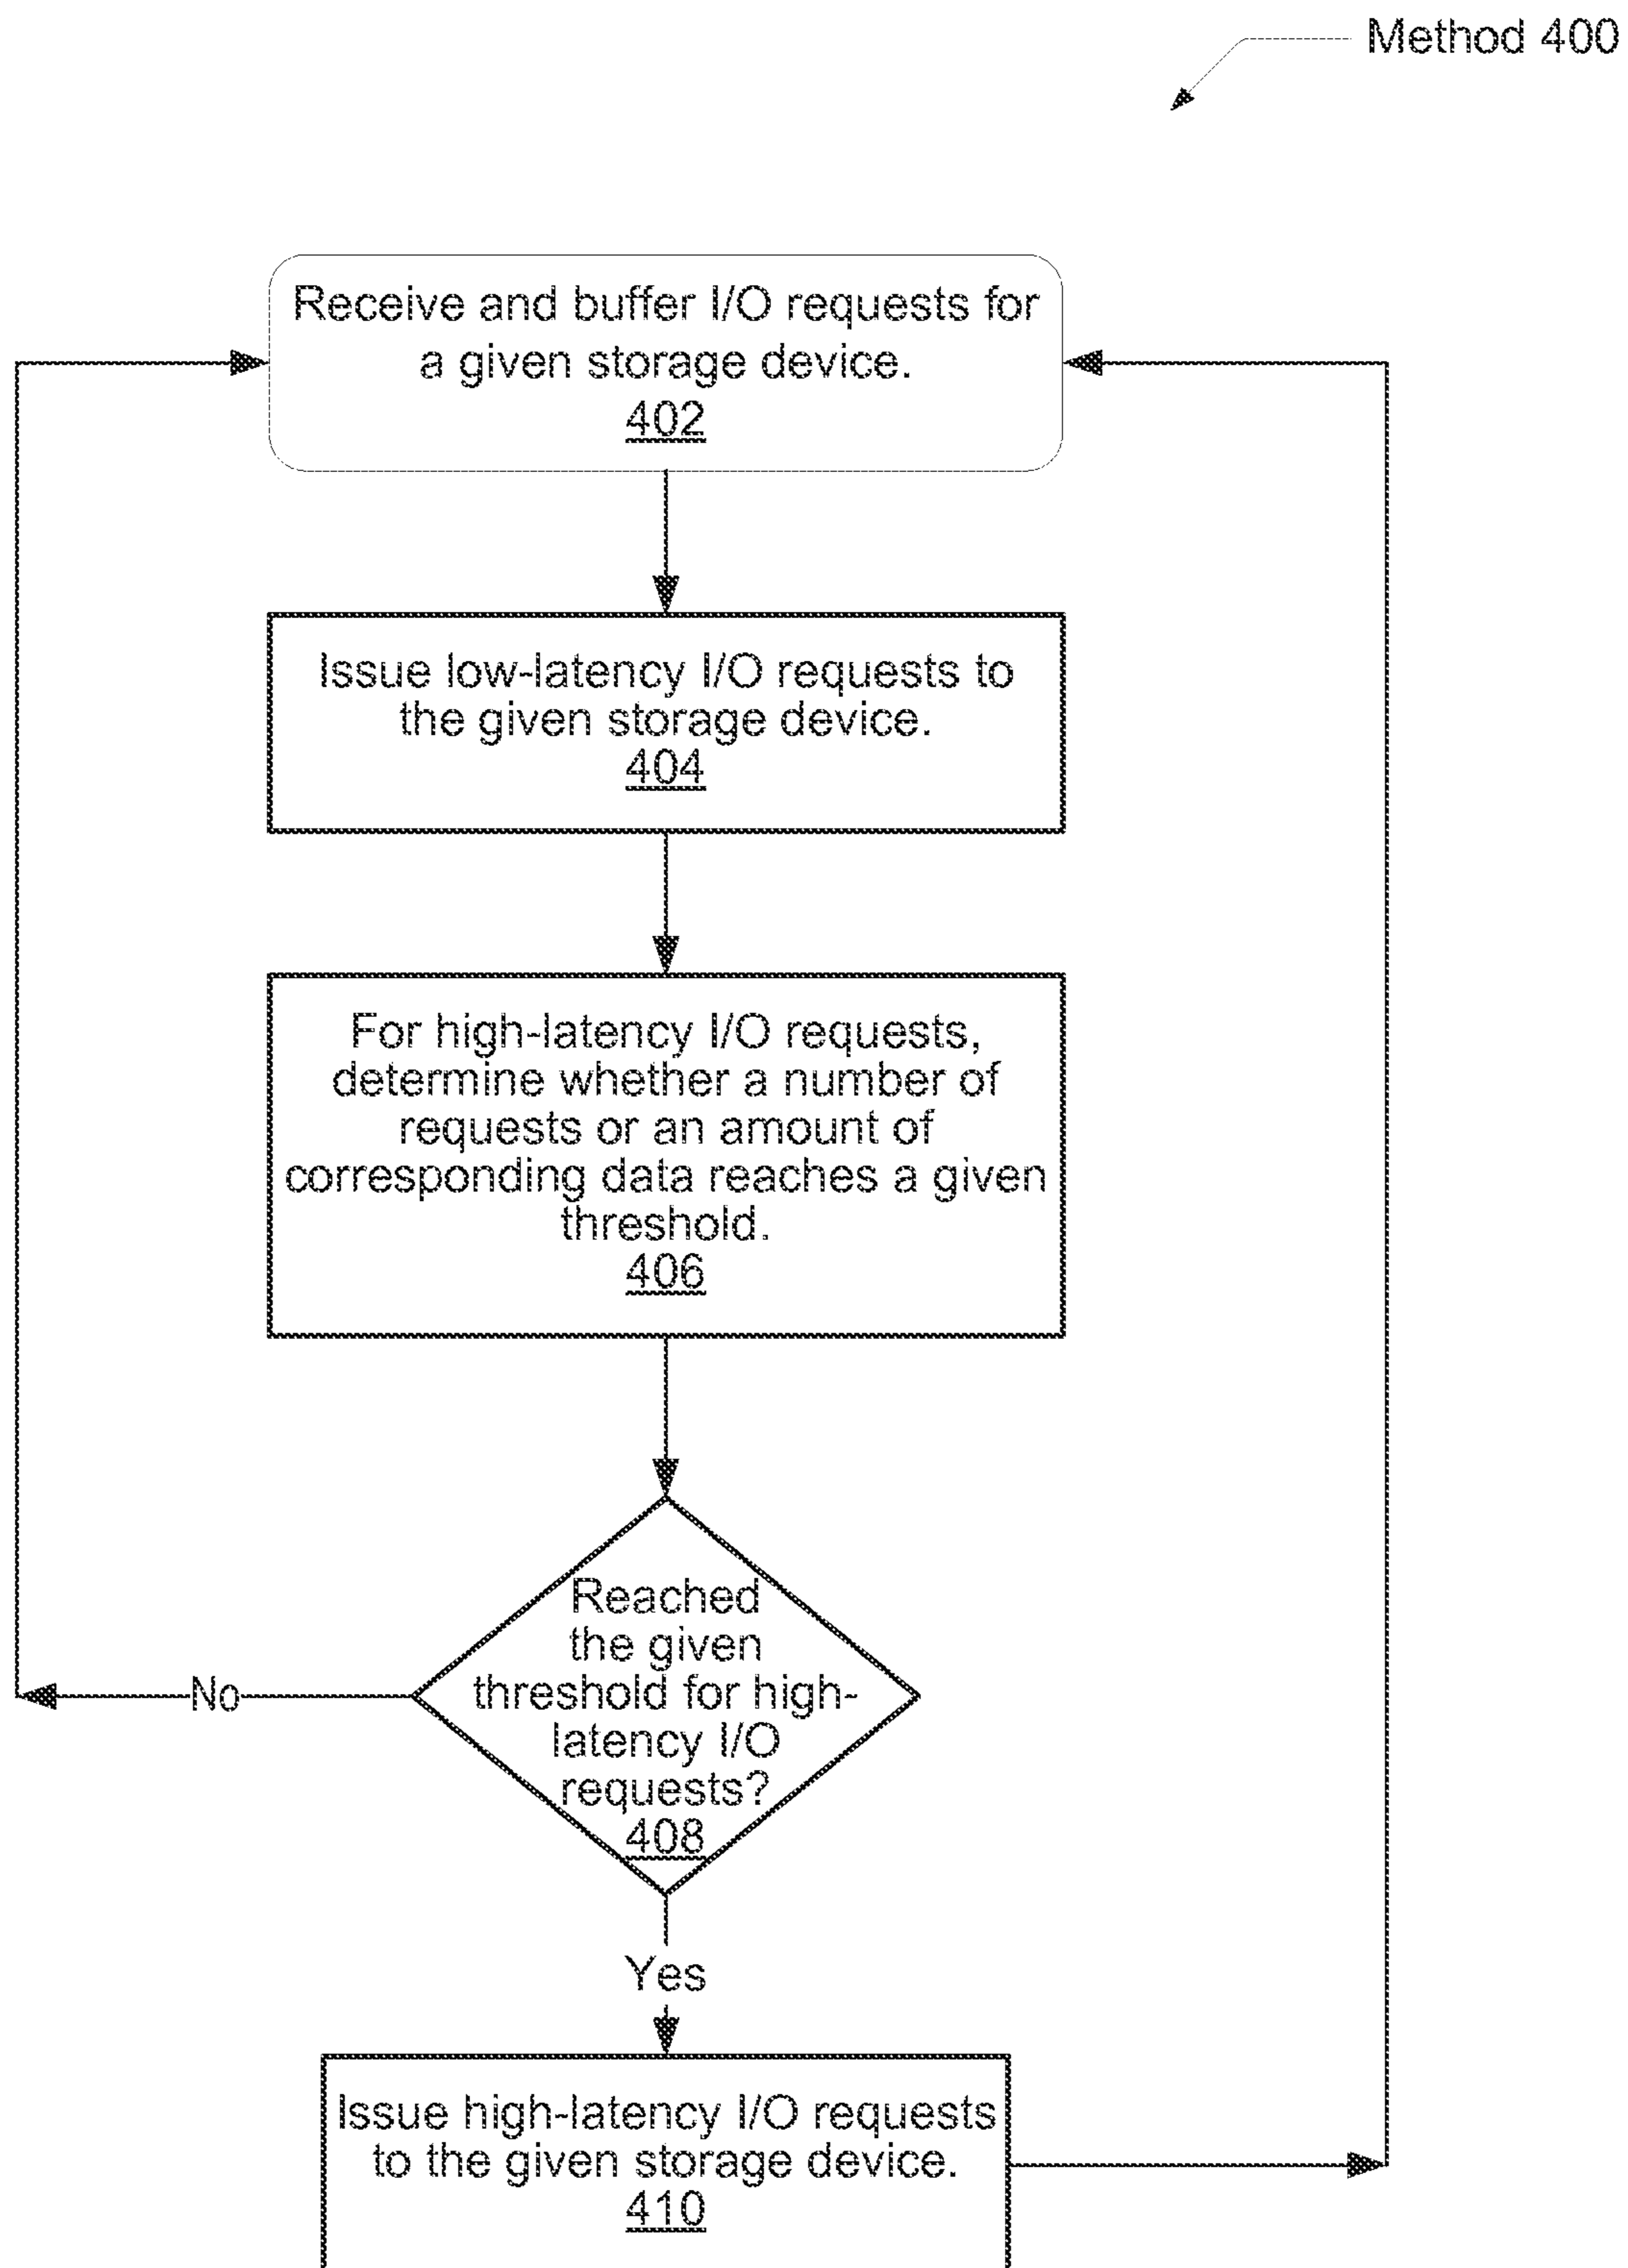 Method 400
Receive and buffer I/O requests for
a given storage device.
402
Issue low-latency I/O requests to
the given storage device.
404
For high-latency I/O requests,
determine whether a number of
requests or an amount of
corresponding data reaches a given
threshold.
406
Reached
the given
threshold for high-
latency I/O
requests?
408
No
Yes
Issue high-latency I/O requests
to the given storage device.
410